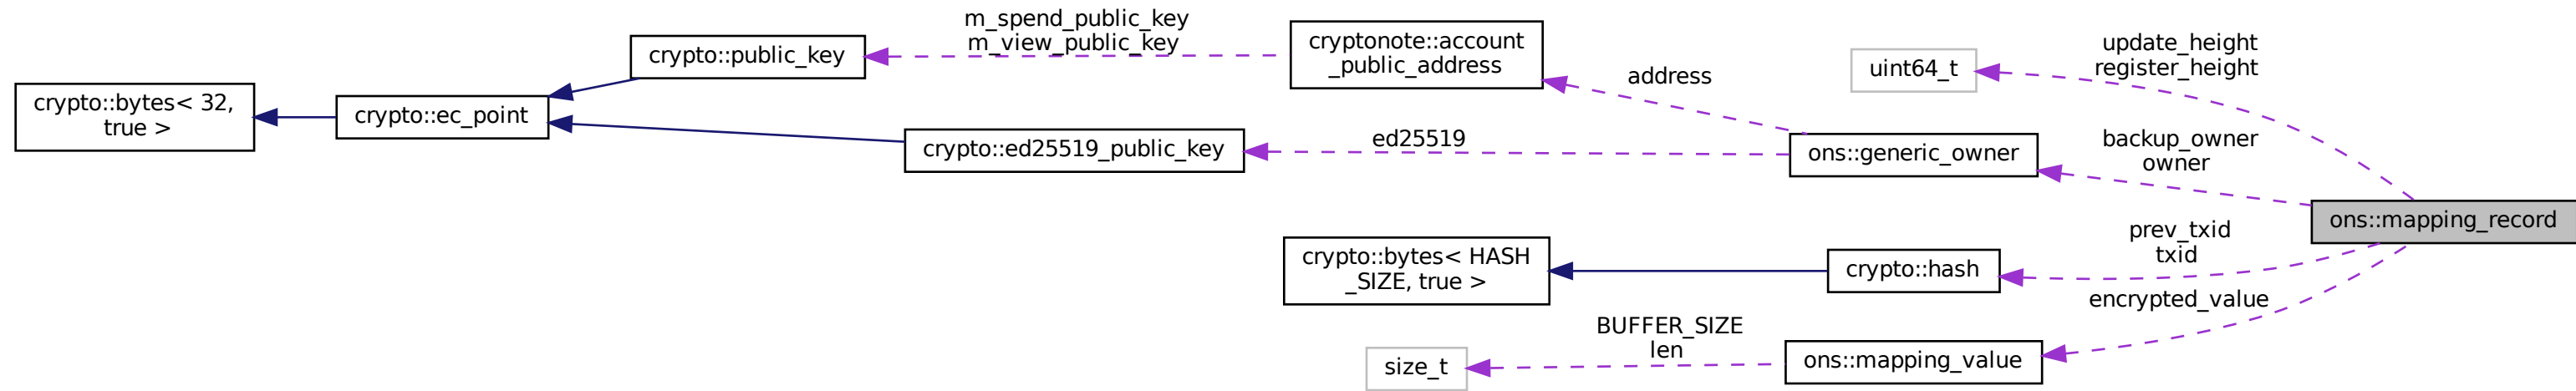 m_spend_public_key
m_view_public_key
crypto::public_key
cryptonote::account
_public_address
update_height
register_height
uint64_t
address
crypto::bytes< 32,
true >
crypto::ec_point
crypto::ed25519_public_key
ed25519
ons::generic_owner
backup_owner
owner
ons::mapping_record
crypto::bytes< HASH
_SIZE, true >
crypto::hash
prev_txid
txid
encrypted_value
BUFFER_SIZE
len
size_t
ons::mapping_value